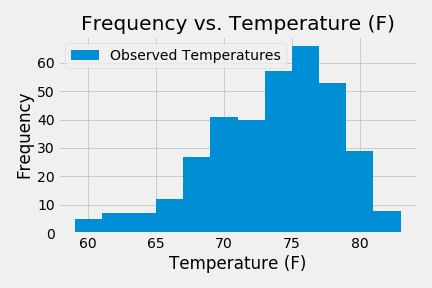 Frequency vs. Temperature (F)
Observed Temperatures
Frequency
60
50
40
30
20
10
0
60 65 70 75 80
Temperature (F)